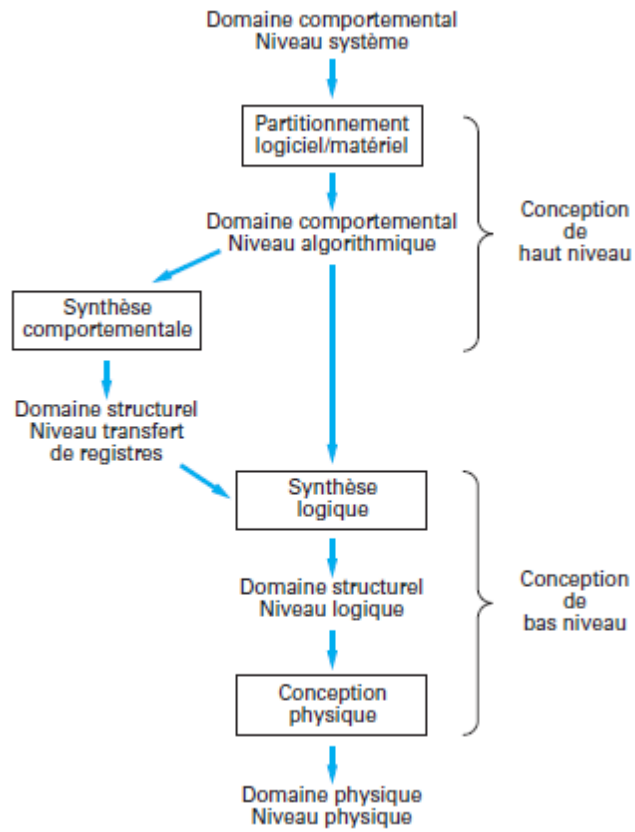 Domaine comportemental
Niveau système
Partitionnement
logiciel/matériel
Domaine comportemental
Niveau algorithmique
Conception
de
haut niveau
Synthèse
comportementale
Domaine structurel
Niveau transfert
de registres
Synthèse
logique
Domaine structurel
Niveau logique
Conception
de
bas niveau
Conception
physique
Domaine physique
Niveau physique